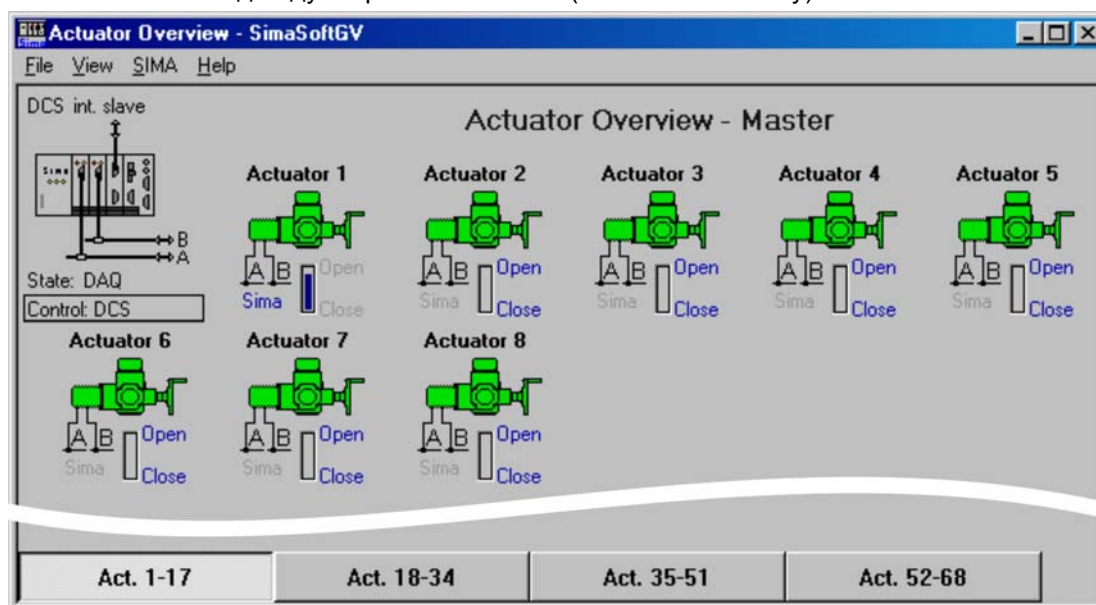 Actuator Overview - SimaSoftGV
File View SIMA Help
DCS int. slave
Actuator Overview - Master
SIMA
B
A
State: DAQ
Control: DCS
Actuator 1
A B Open
Sima Close
Actuator 2
A B Open
Sima Close
Actuator 3
A B Open
Sima Close
Actuator 4
A B Open
Sima Close
Actuator 5
A B Open
Sima Close
Actuator 6
A B Open
Sima Close
Actuator 7
A B Open
Sima Close
Actuator 8
A B Open
Sima Close
Act. 1-17
Act. 18-34
Act. 35-51
Act. 52-68